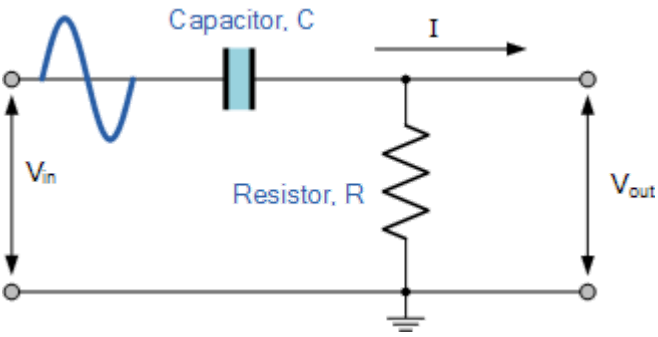 Capacitor, C
I
Vin
Resistor, R
Vout